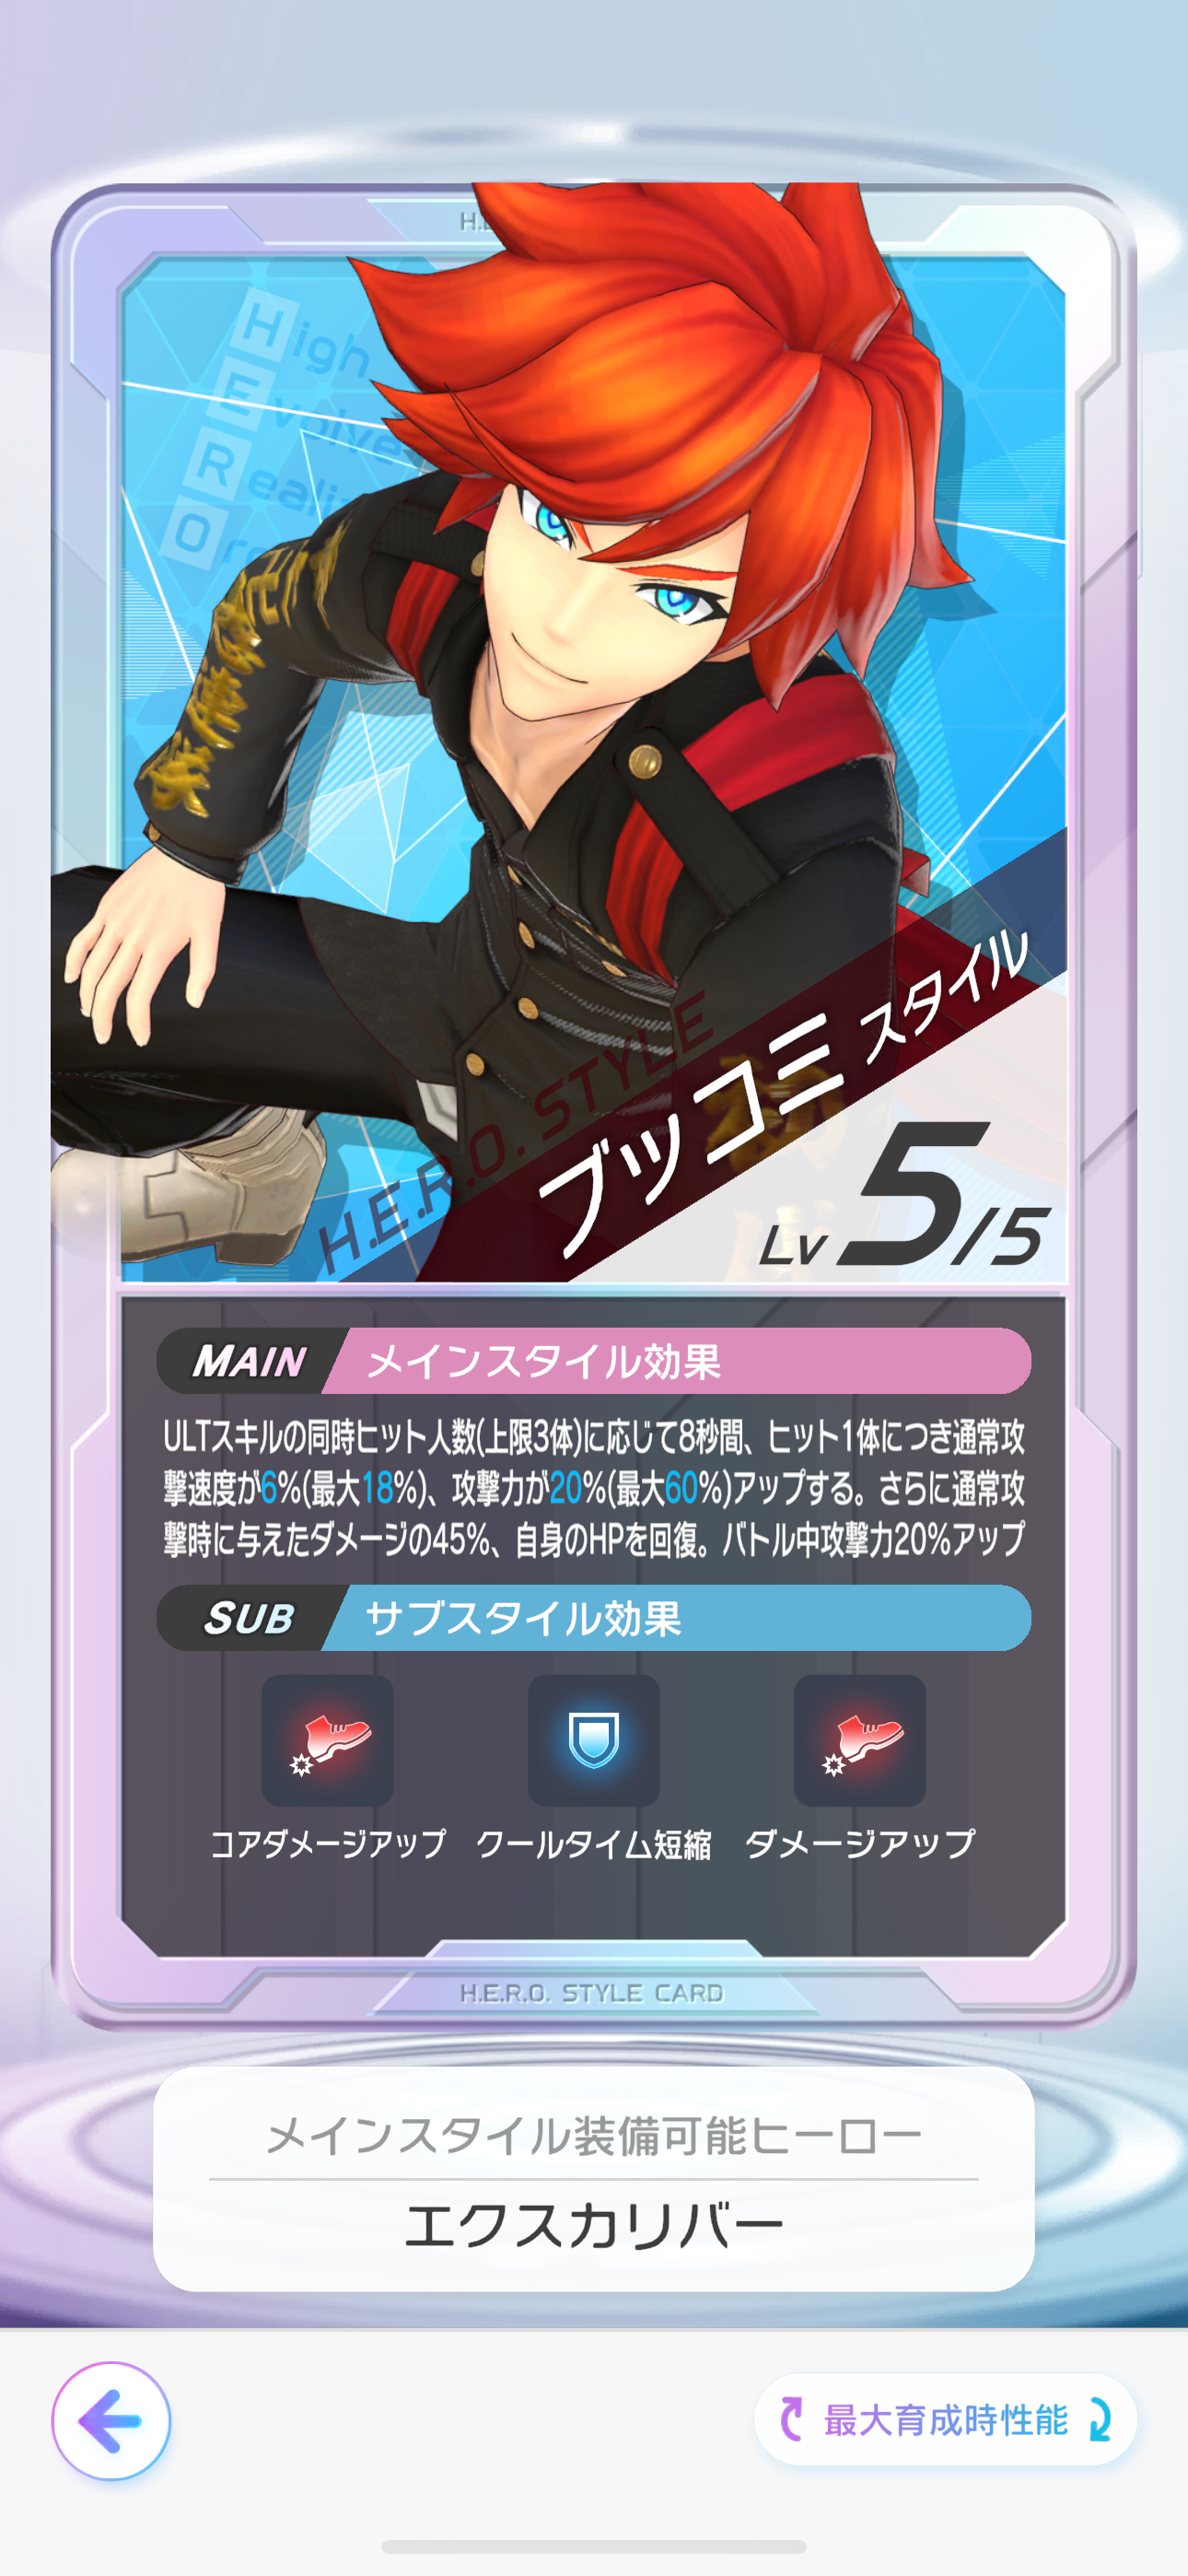 H.E
High
Evolve
Reali
Or
H.E.R.O. STYLE
ブッコミ スタイル
Lv 5/5
MAIN メインスタイル効果
ULTスキルの同時ヒット人数(上限3体)に応じて8秒間、ヒット1体につき通常攻
撃速度が6%(最大18%)、攻撃力が20%(最大60%)アップする。さらに通常攻
撃時に与えたダメージの45%、自身のHPを回復。バトル中攻撃力20%アップ
SUB サブスタイル効果
コアダメージアップ クールタイム短縮 ダメージアップ
H.E.R.O. STYLE CARD
メインスタイル装備可能ヒーロー
エクスカリバー
最大育成時性能